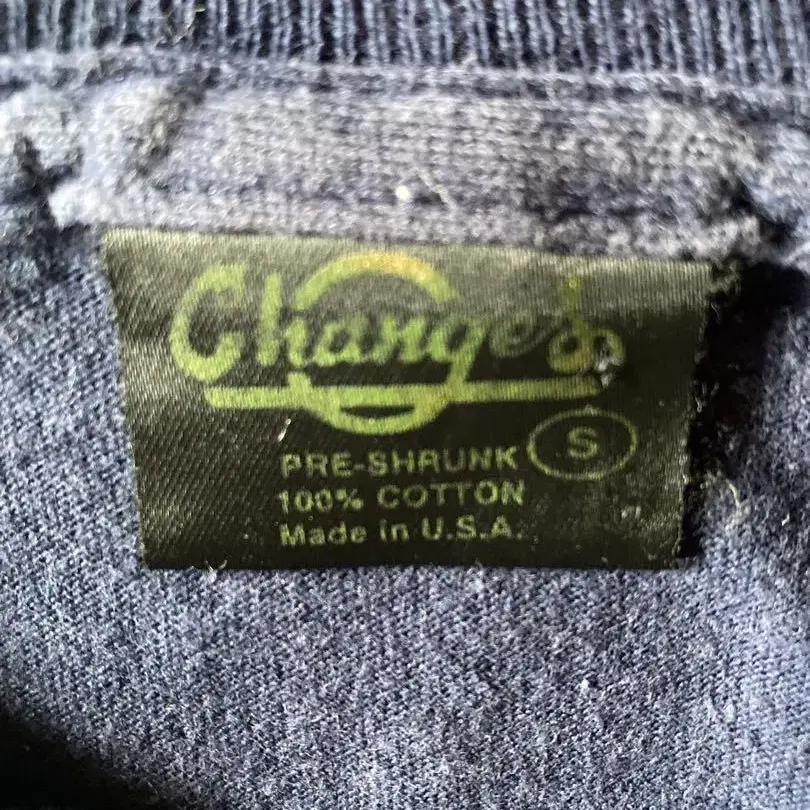 Changes
PRE-SHRUNK S
100% COTTON
Made in U.S.A.